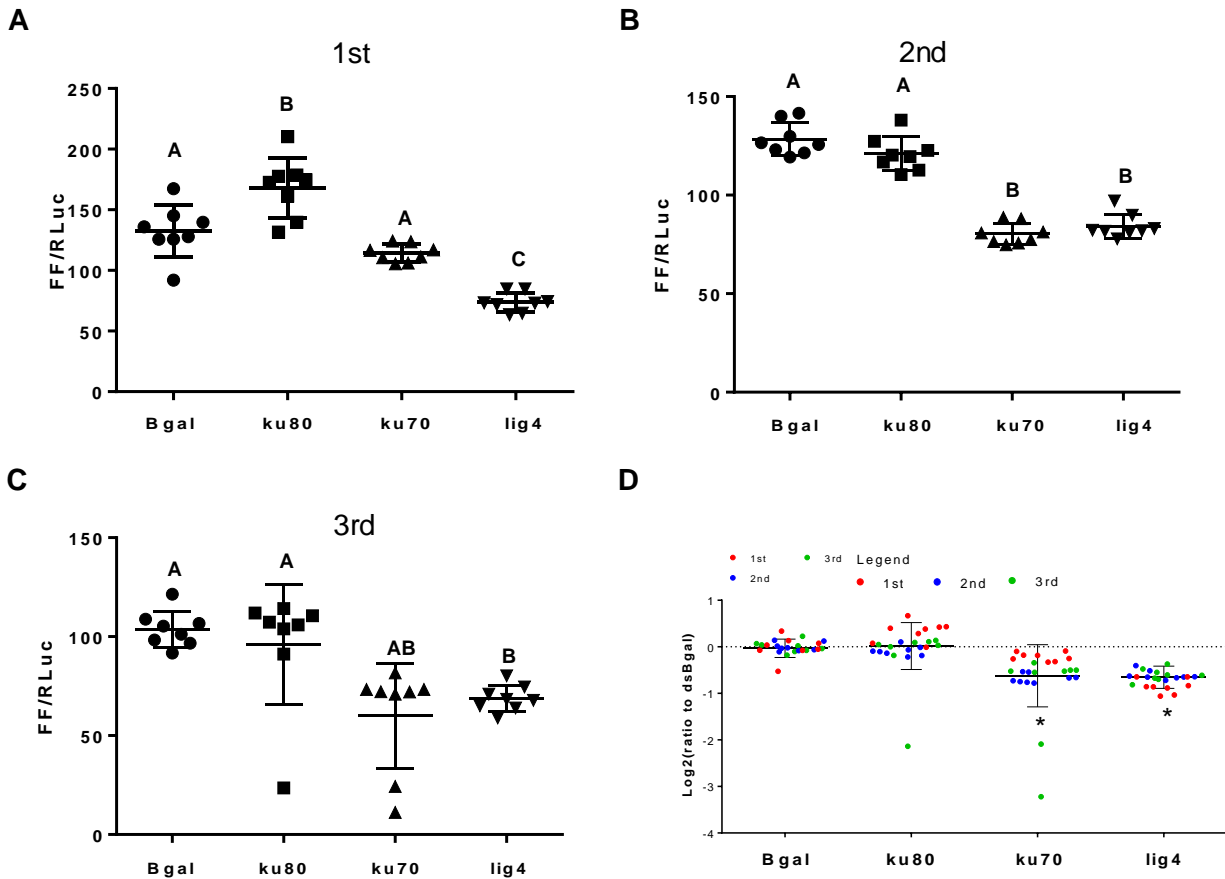 A
1st
FF/RLuc
250
200
150
100
50
0
A
B
A
C
Bgal ku80 ku70 lig4
B
2nd
FF/RLuc
150
100
50
0
A
A
B
B
Bgal ku80 ku70 lig4
C
3rd
FF/RLuc
150
100
50
0
A
A
AB
B
Bgal ku80 ku70 lig4
D
1st 3rd Legend
2nd
1st 2nd 3rd
Log2(ratio to dsBgal)
1
0
-1
-2
-3
-4
*
*
Bgal ku80 ku70 lig4